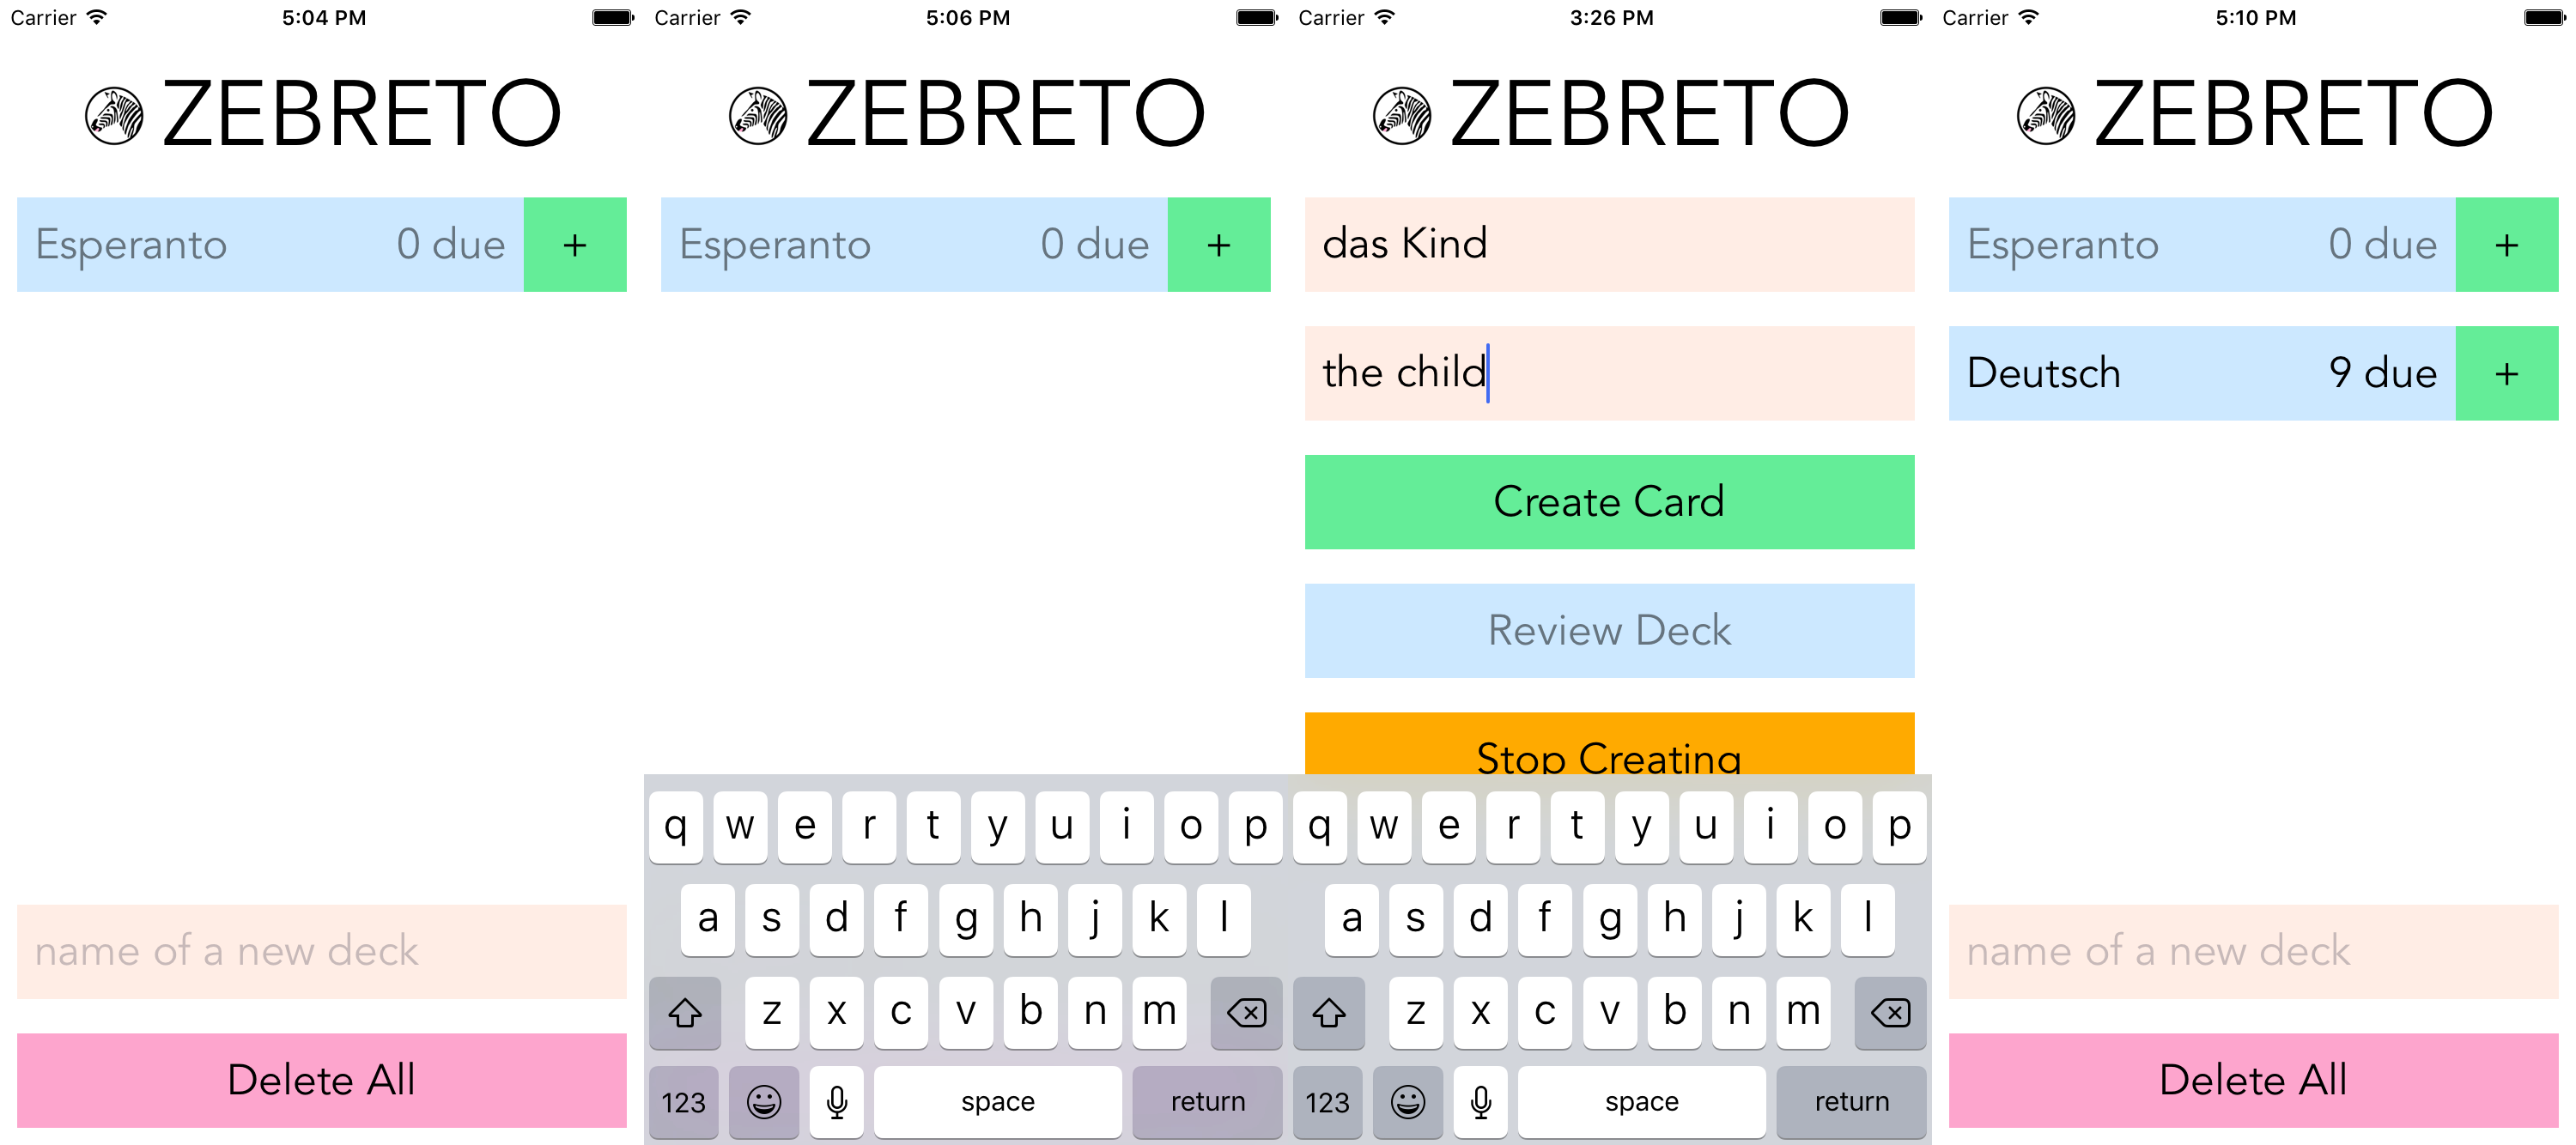 Carrier 5:04 PM
ZEBRETO
Esperanto 0 due +
name of a new deck
Delete All
Carrier 5:06 PM
ZEBRETO
Esperanto 0 due +
q w e r t y u i o p
a s d f g h j k l
z x c v b n m
123 space return
Carrier 3:26 PM
ZEBRETO
das Kind
the child
Create Card
Review Deck
Stop Creating
q w e r t y u i o p
a s d f g h j k l
z x c v b n m
123 space return
Carrier 5:10 PM
ZEBRETO
Esperanto 0 due +
Deutsch 9 due +
name of a new deck
Delete All